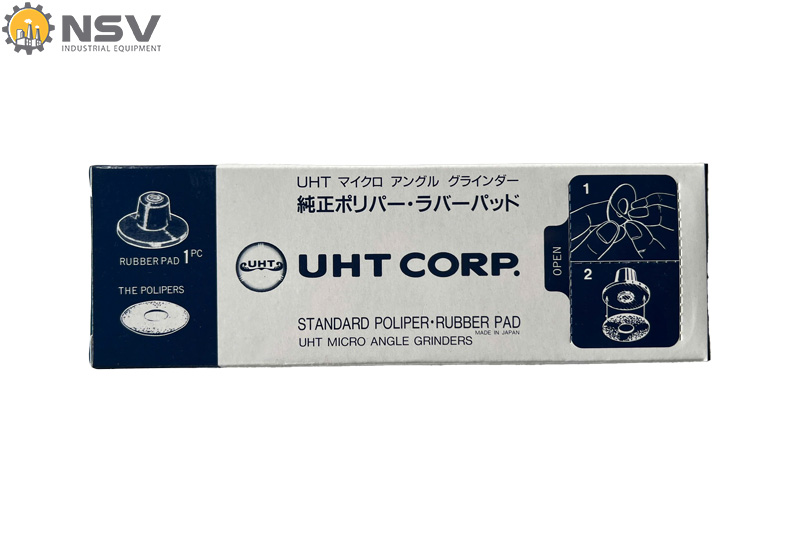 NSV
INDUSTRIAL EQUIPMENT
UHT マイクロ アングル グラインダー
純正ポリパー・ラバーパッド
UHT
UHT CORP.
STANDARD POLIPER・RUBBER PAD
MADE IN JAPAN
UHT MICRO ANGLE GRINDERS
RUBBER PAD 1PC
THE POLIPERS
OPEN
1
2